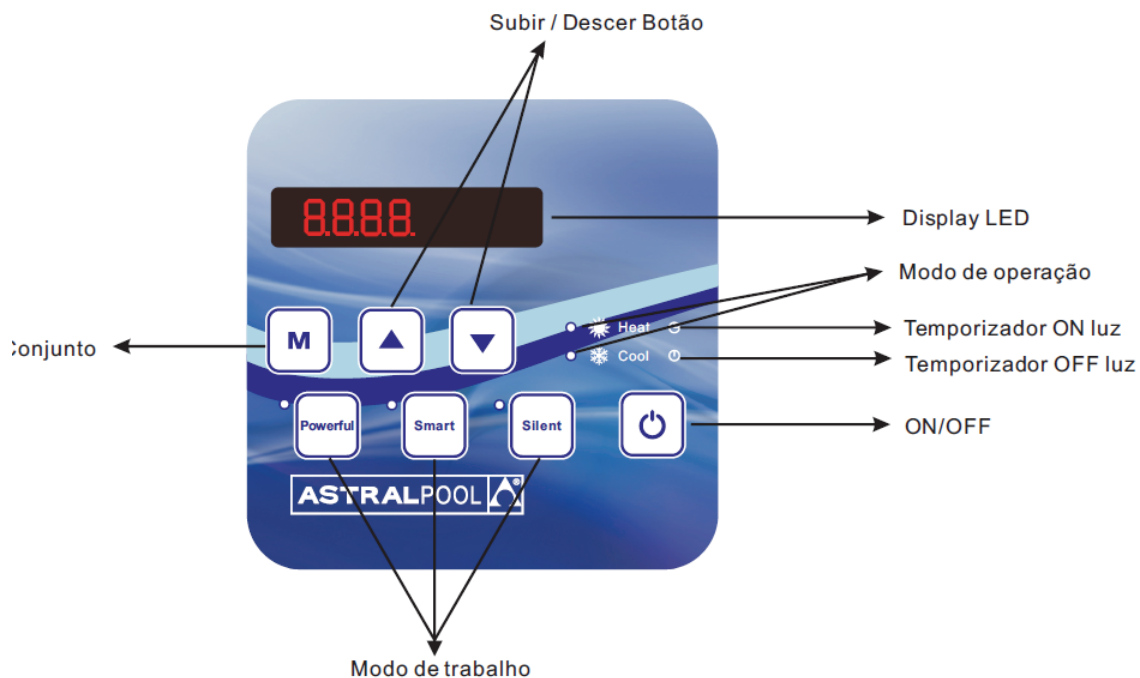 Subir / Descer Botão
8.8.8.8.
Display LED
Modo de operação
M
Heat
Temporizador ON luz
Conjunto
Cool
Temporizador OFF luz
Powerful
Smart
Silent
ON/OFF
ASTRALPOOL
Modo de trabalho